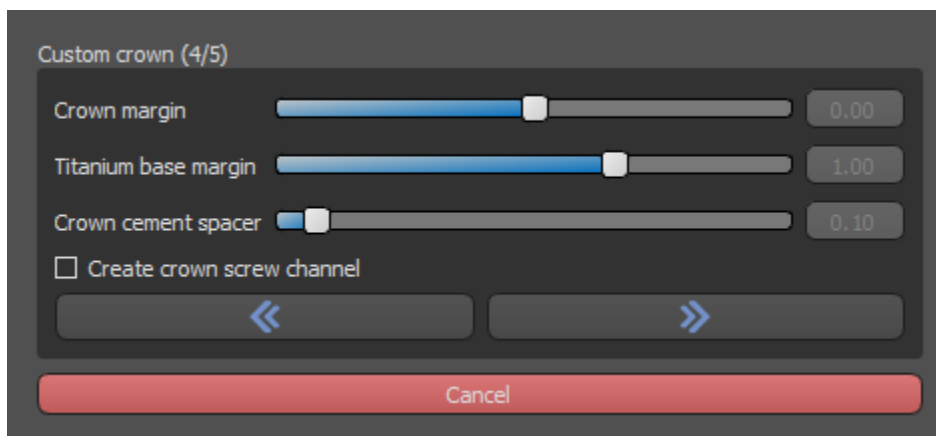 Custom crown (4/5)
Crown margin 0.00
Titanium base margin 1.00
Crown cement spacer 0.10
Create crown screw channel
Cancel